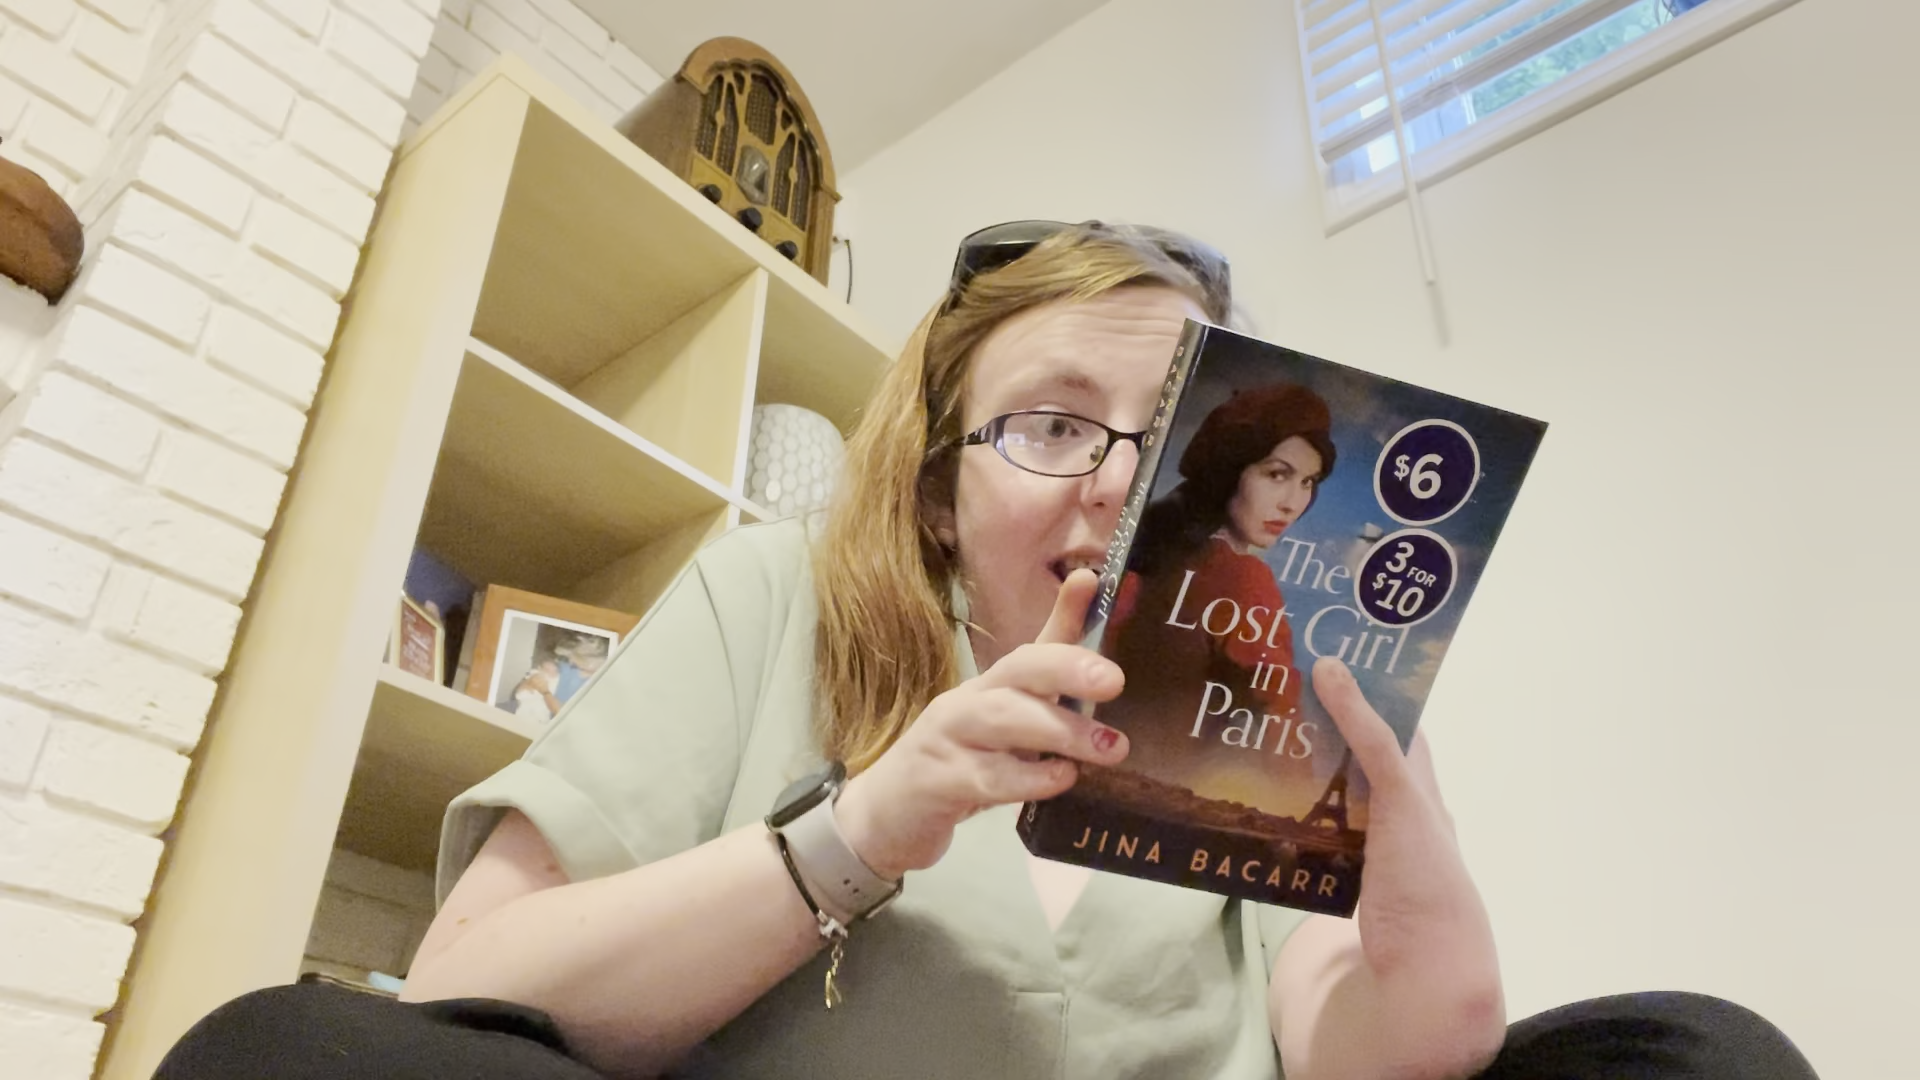 $6
3 FOR
$10
The
Lost Girl
in
Paris
JINA BACARR